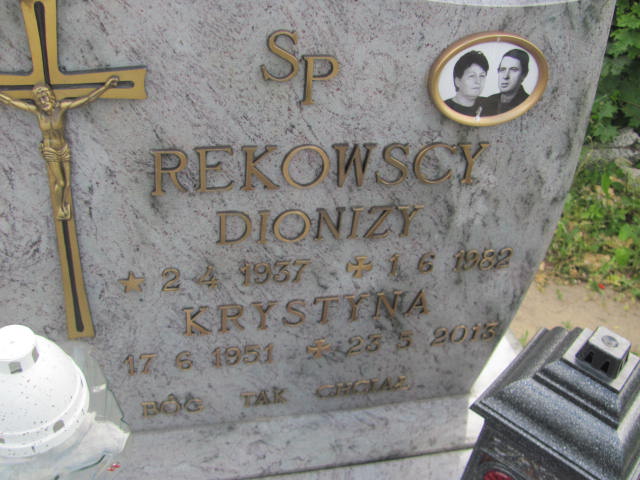 SP
REKOWSCY
DIONIZY
2 4 1937 1 6 1982
KRYSTYNA
17 6 1951 23 5 2013
BÓG TAK CHCIAŁ